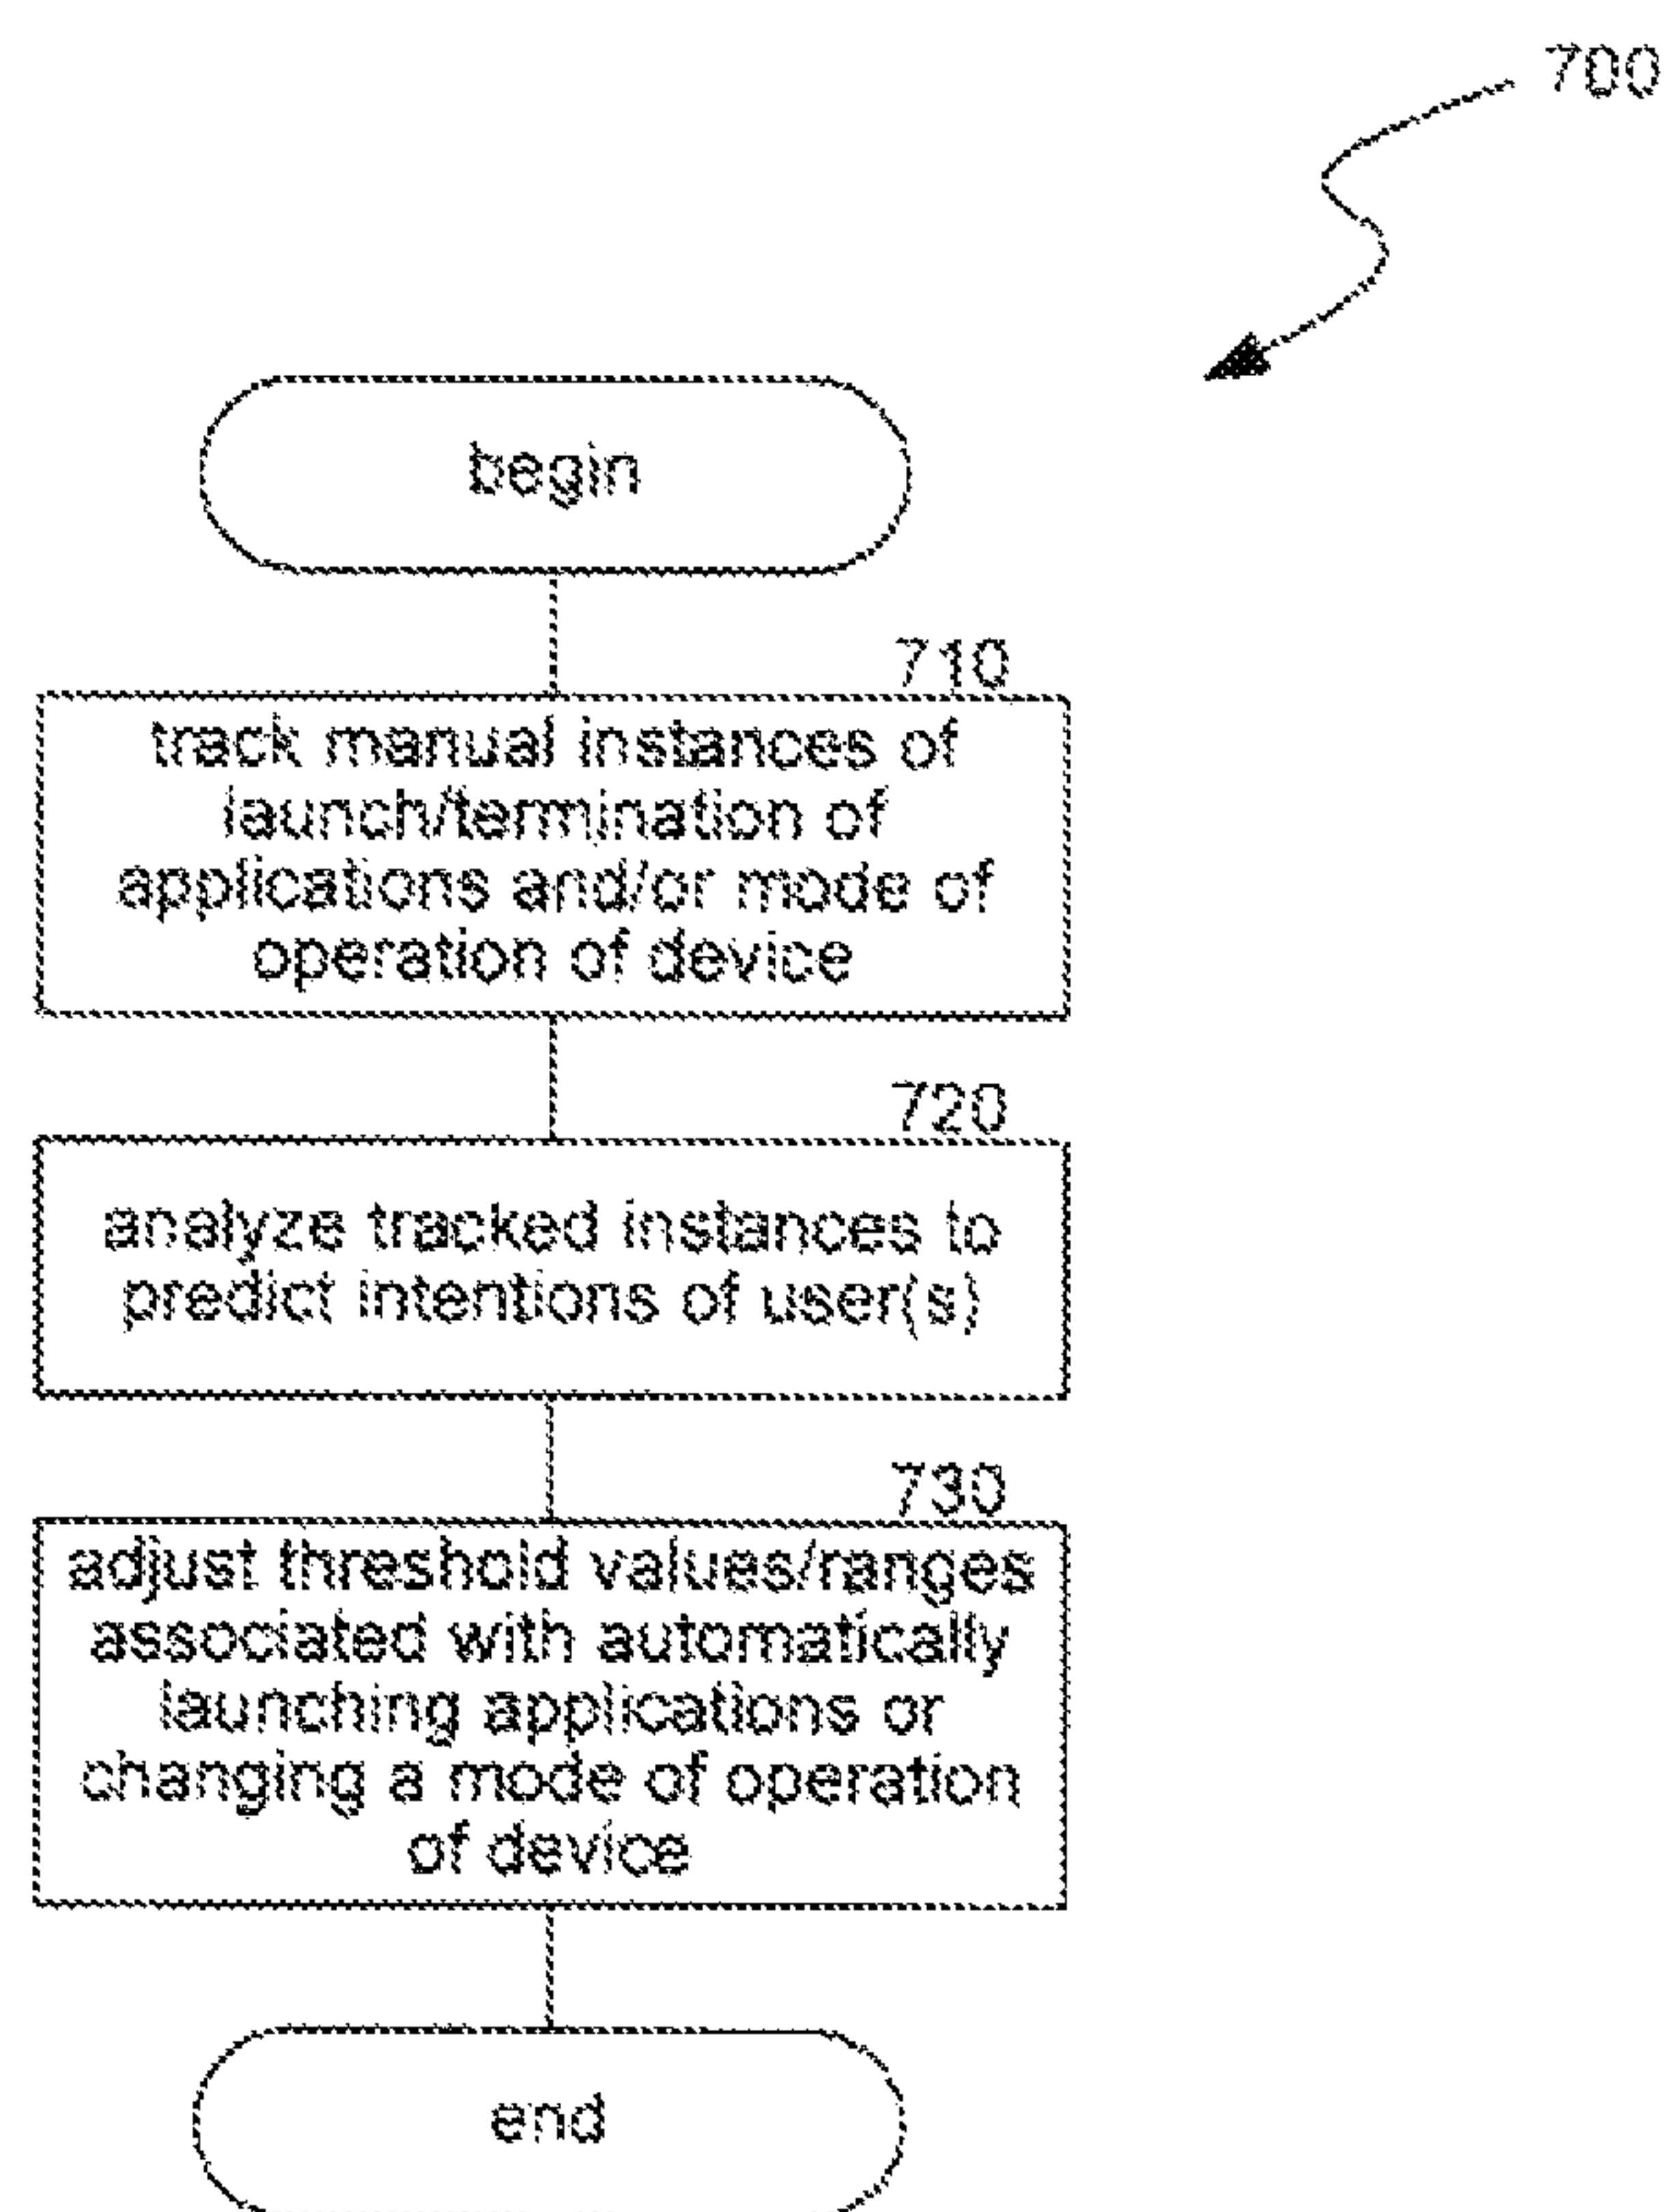 700
begin
710
track manual instances of
launch/termination of
applications and/or mode of
operation of device
720
analyze tracked instances to
predict intentions of user(s)
730
adjust threshold values/ranges
associated with automatically
launching applications or
changing a mode of operation
of device
end